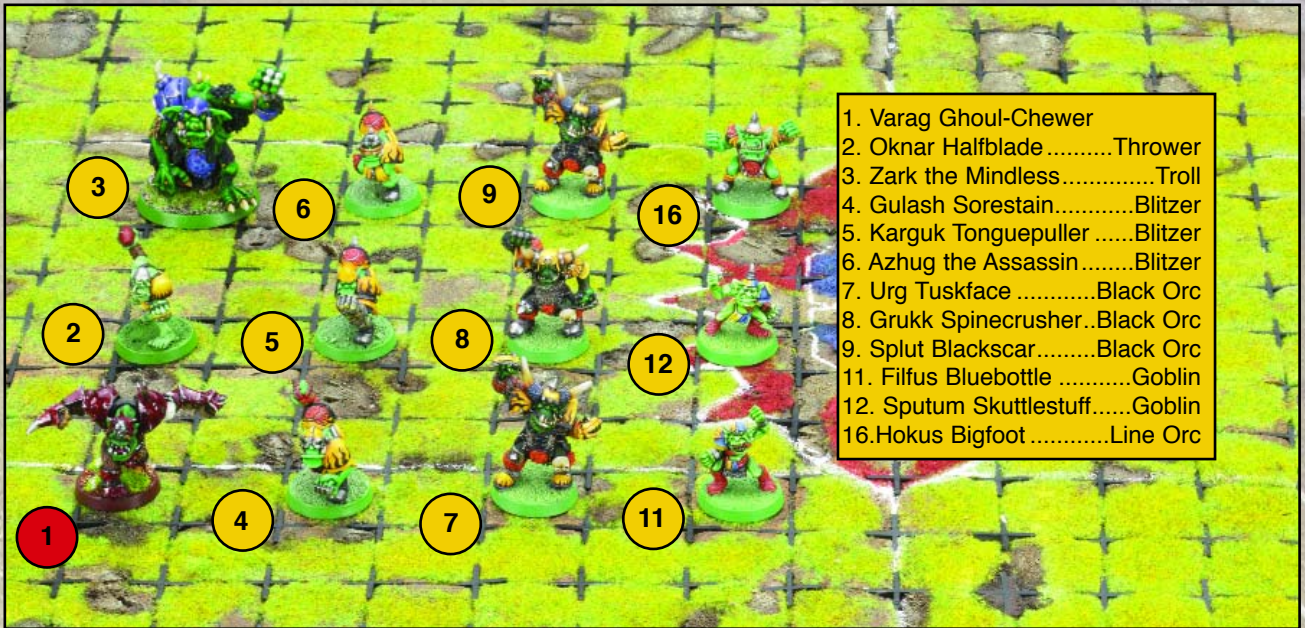 3
6
9
16
2
5
8
12
1
4
7
11
1. Varag Ghoul-Chewer
2. Oknar Halfblade..........Thrower
3. Zark the Mindless..............Troll
4. Gulash Sorestain............Blitzer
5. Karguk Tonguepuller ......Blitzer
6. Azhug the Assassin........Blitzer
7. Urg Tuskface ............Black Orc
8. Grukk Spinecrusher..Black Orc
9. Splut Blackscar.......Black Orc
11. Filfus Bluebottle ..........Goblin
12. Sputum Skuttlestuff......Goblin
16.Hokus Bigfoot ............Line Orc